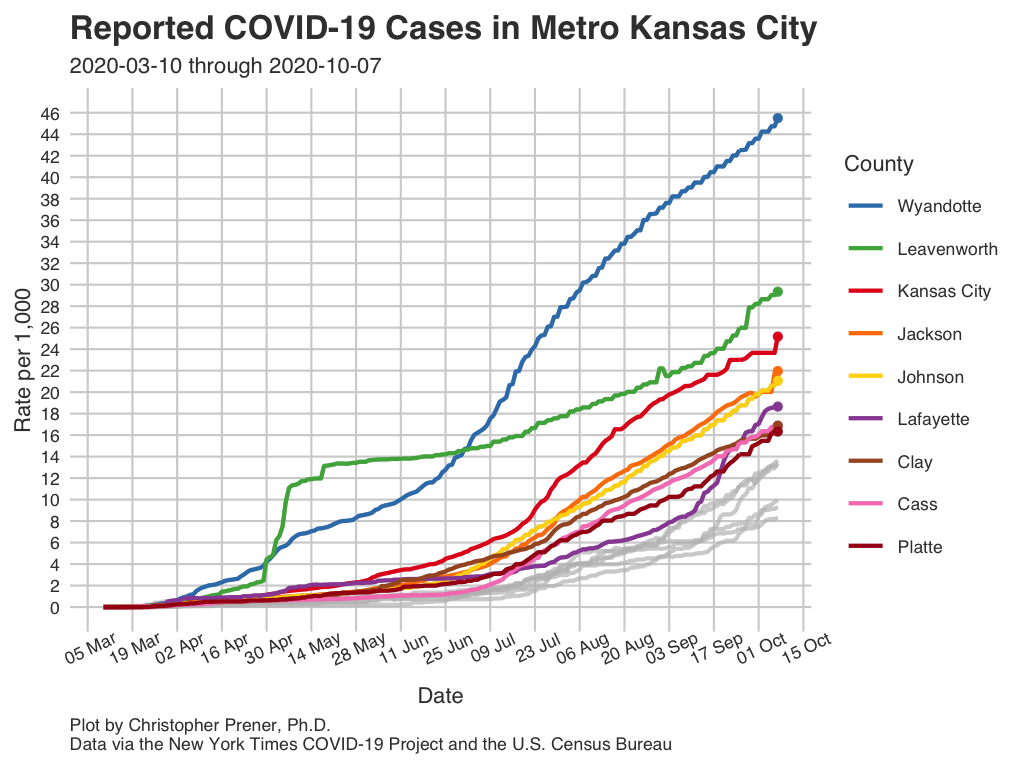 Reported COVID-19 Cases in Metro Kansas City
2020-03-10 through 2020-10-07
Rate per 1,000
46
44
42
40
38
36
34
32
30
28
26
24
22
20
18
16
14
12
10
8
6
4
2
0
05 Mar
19 Mar
02 Apr
16 Apr
30 Apr
14 May
28 May
11 Jun
25 Jun
09 Jul
23 Jul
06 Aug
20 Aug
03 Sep
17 Sep
01 Oct
15 Oct
Date
County
Wyandotte
Leavenworth
Kansas City
Jackson
Johnson
Lafayette
Clay
Cass
Platte
Plot by Christopher Prener, Ph.D.
Data via the New York Times COVID-19 Project and the U.S. Census Bureau